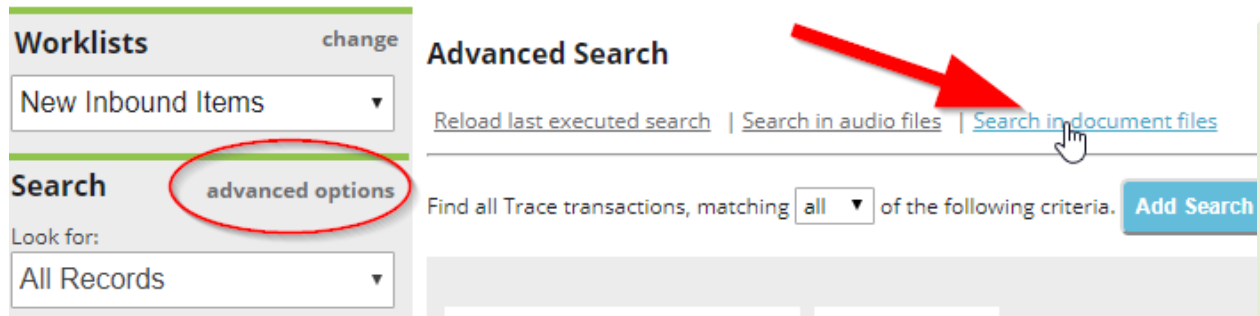 Worklists change
New Inbound Items
Search advanced options
Look for:
All Records
Advanced Search
Reload last executed search | Search in audio files | Search in document files
Find all Trace transactions, matching all of the following criteria. Add Search